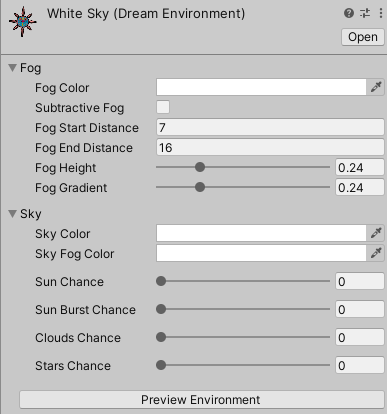 White Sky (Dream Environment)
Open
Fog
Fog Color
Subtractive Fog
Fog Start Distance 7
Fog End Distance 16
Fog Height 0.24
Fog Gradient 0.24
Sky
Sky Color
Sky Fog Color
Sun Chance 0
Sun Burst Chance 0
Clouds Chance 0
Stars Chance 0
Preview Environment